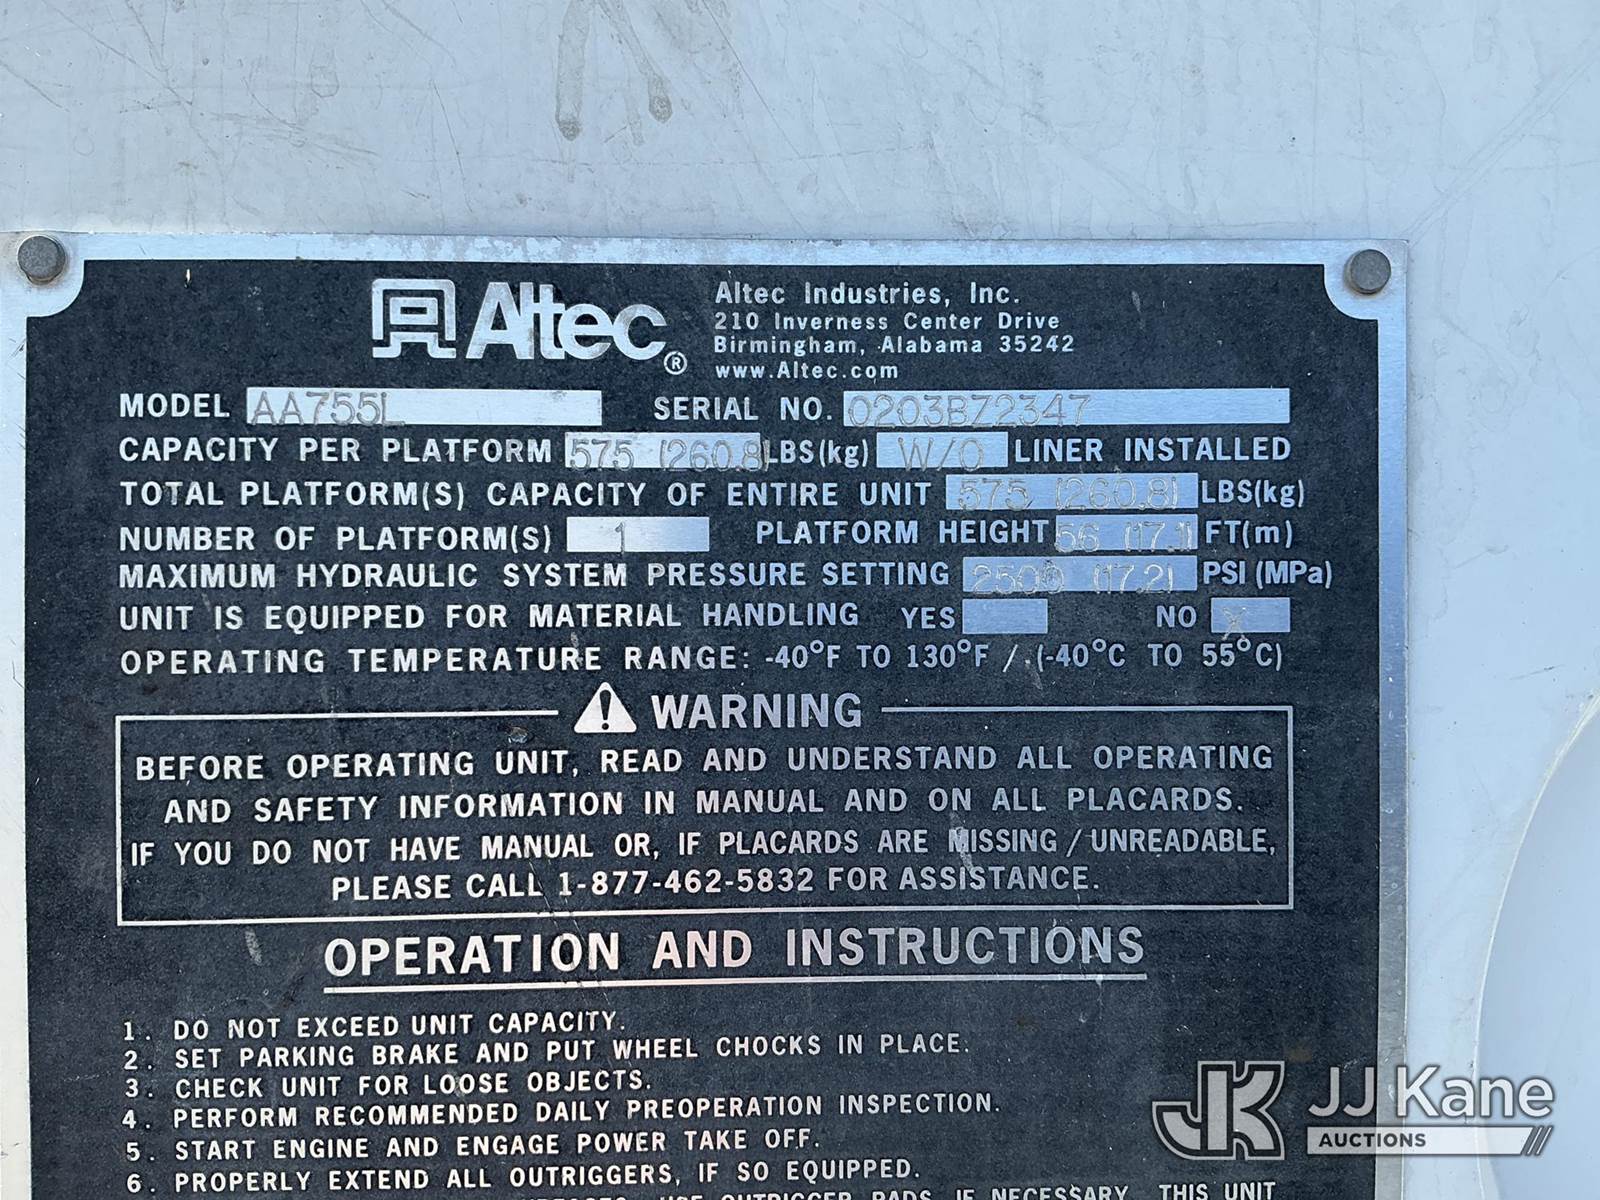 Altec®
Altec Industries, Inc.
210 Inverness Center Drive
Birmingham, Alabama 35242
www.Altec.com
MODEL AA755L SERIAL NO. 0203BZ2347
CAPACITY PER PLATFORM 575 (260.8) LBS(kg) W/O LINER INSTALLED
TOTAL PLATFORM(S) CAPACITY OF ENTIRE UNIT 575 (260.8) LBS(kg)
NUMBER OF PLATFORM(S) 1 PLATFORM HEIGHT 56 (17.1) FT(m)
MAXIMUM HYDRAULIC SYSTEM PRESSURE SETTING 2500 (17.2) PSI (MPa)
UNIT IS EQUIPPED FOR MATERIAL HANDLING YES NO X
OPERATING TEMPERATURE RANGE: -40°F TO 130°F / (-40°C TO 55°C)
WARNING
BEFORE OPERATING UNIT, READ AND UNDERSTAND ALL OPERATING
AND SAFETY INFORMATION IN MANUAL AND ON ALL PLACARDS.
IF YOU DO NOT HAVE MANUAL OR, IF PLACARDS ARE MISSING / UNREADABLE,
PLEASE CALL 1-877-462-5832 FOR ASSISTANCE.
OPERATION AND INSTRUCTIONS
1. DO NOT EXCEED UNIT CAPACITY.
2. SET PARKING BRAKE AND PUT WHEEL CHOCKS IN PLACE.
3. CHECK UNIT FOR LOOSE OBJECTS.
4. PERFORM RECOMMENDED DAILY PREOPERATION INSPECTION.
5. START ENGINE AND ENGAGE POWER TAKE OFF.
6. PROPERLY EXTEND ALL OUTRIGGERS, IF SO EQUIPPED.
USE OUTRIGGER PADS, IF NECESSARY. THIS UNIT
JK JJ Kane
AUCTIONS